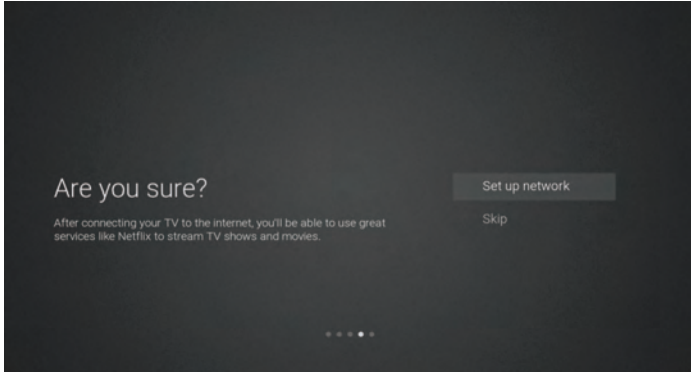 Are you sure?
After connecting your TV to the internet, you'll be able to use great
services like Netflix to stream TV shows and movies.
Set up network
Skip